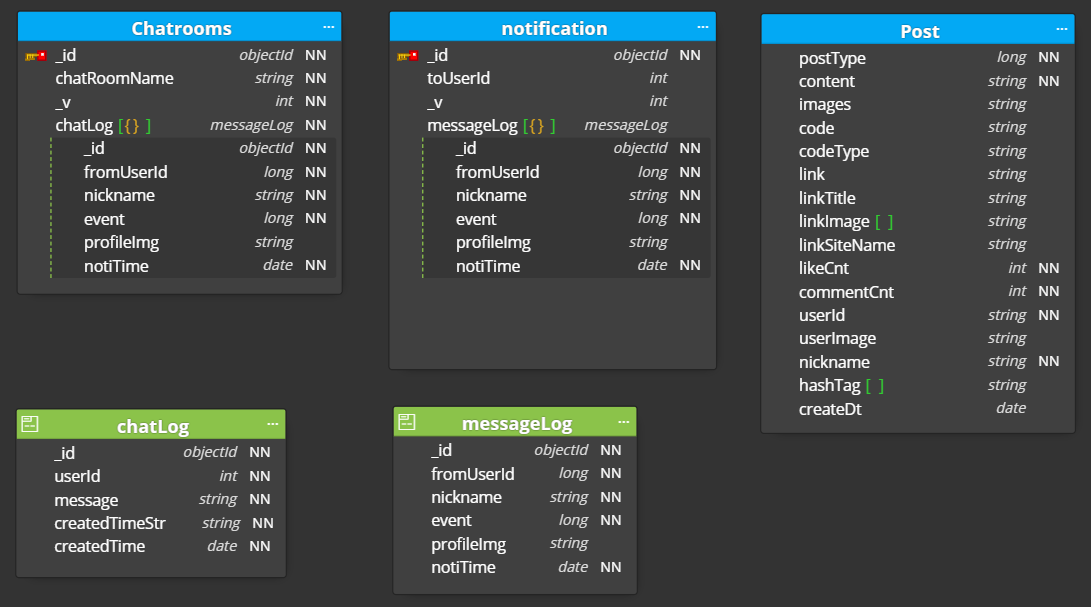 Chatrooms ...
_id objectId NN
chatRoomName string NN
_v int NN
chatLog [{} ] messageLog NN
_id objectId NN
fromUserId long NN
nickname string NN
event long NN
profileImg string
notiTime date NN
notification ...
_id objectId NN
toUserId int
_v int
messageLog [{} ] messageLog
_id objectId NN
fromUserId long NN
nickname string NN
event long NN
profileImg string
notiTime date NN
Post ...
postType long NN
content string NN
images string
code string
codeType string
link string
linkTitle string
linkImage [ ] string
linkSiteName string
likeCnt int NN
commentCnt int NN
userId string NN
userImage string
nickname string NN
hashTag [ ] string
createDt date
chatLog ...
_id objectId NN
userId int NN
message string NN
createdTimeStr string NN
createdTime date NN
messageLog ...
_id objectId NN
fromUserId long NN
nickname string NN
event long NN
profileImg string
notiTime date NN